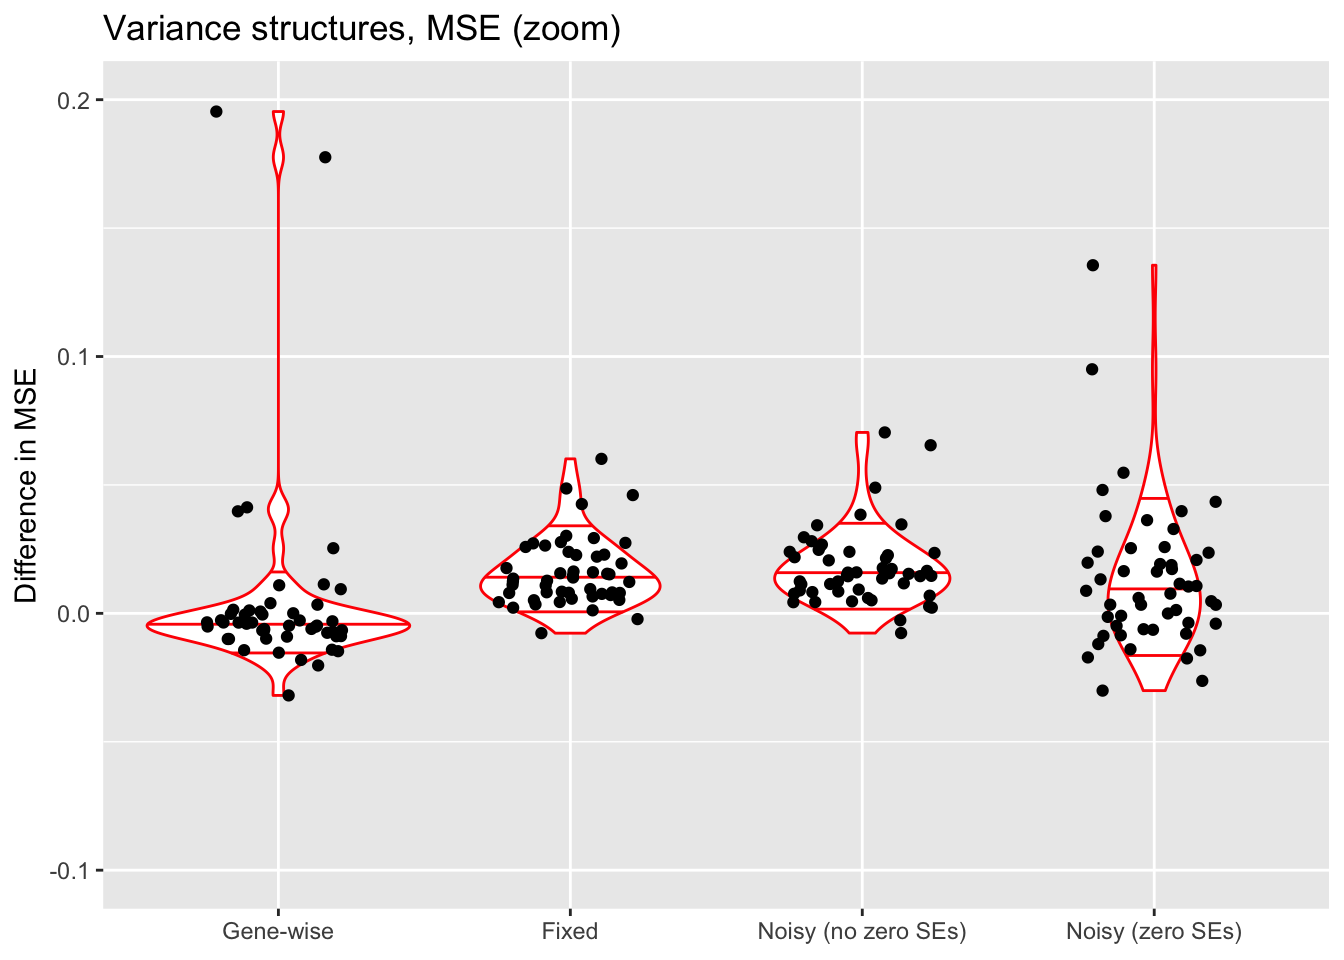 Variance structures, MSE (zoom)
Difference in MSE
0.2
0.1
0.0
-0.1
Gene-wise
Fixed
Noisy (no zero SEs)
Noisy (zero SEs)